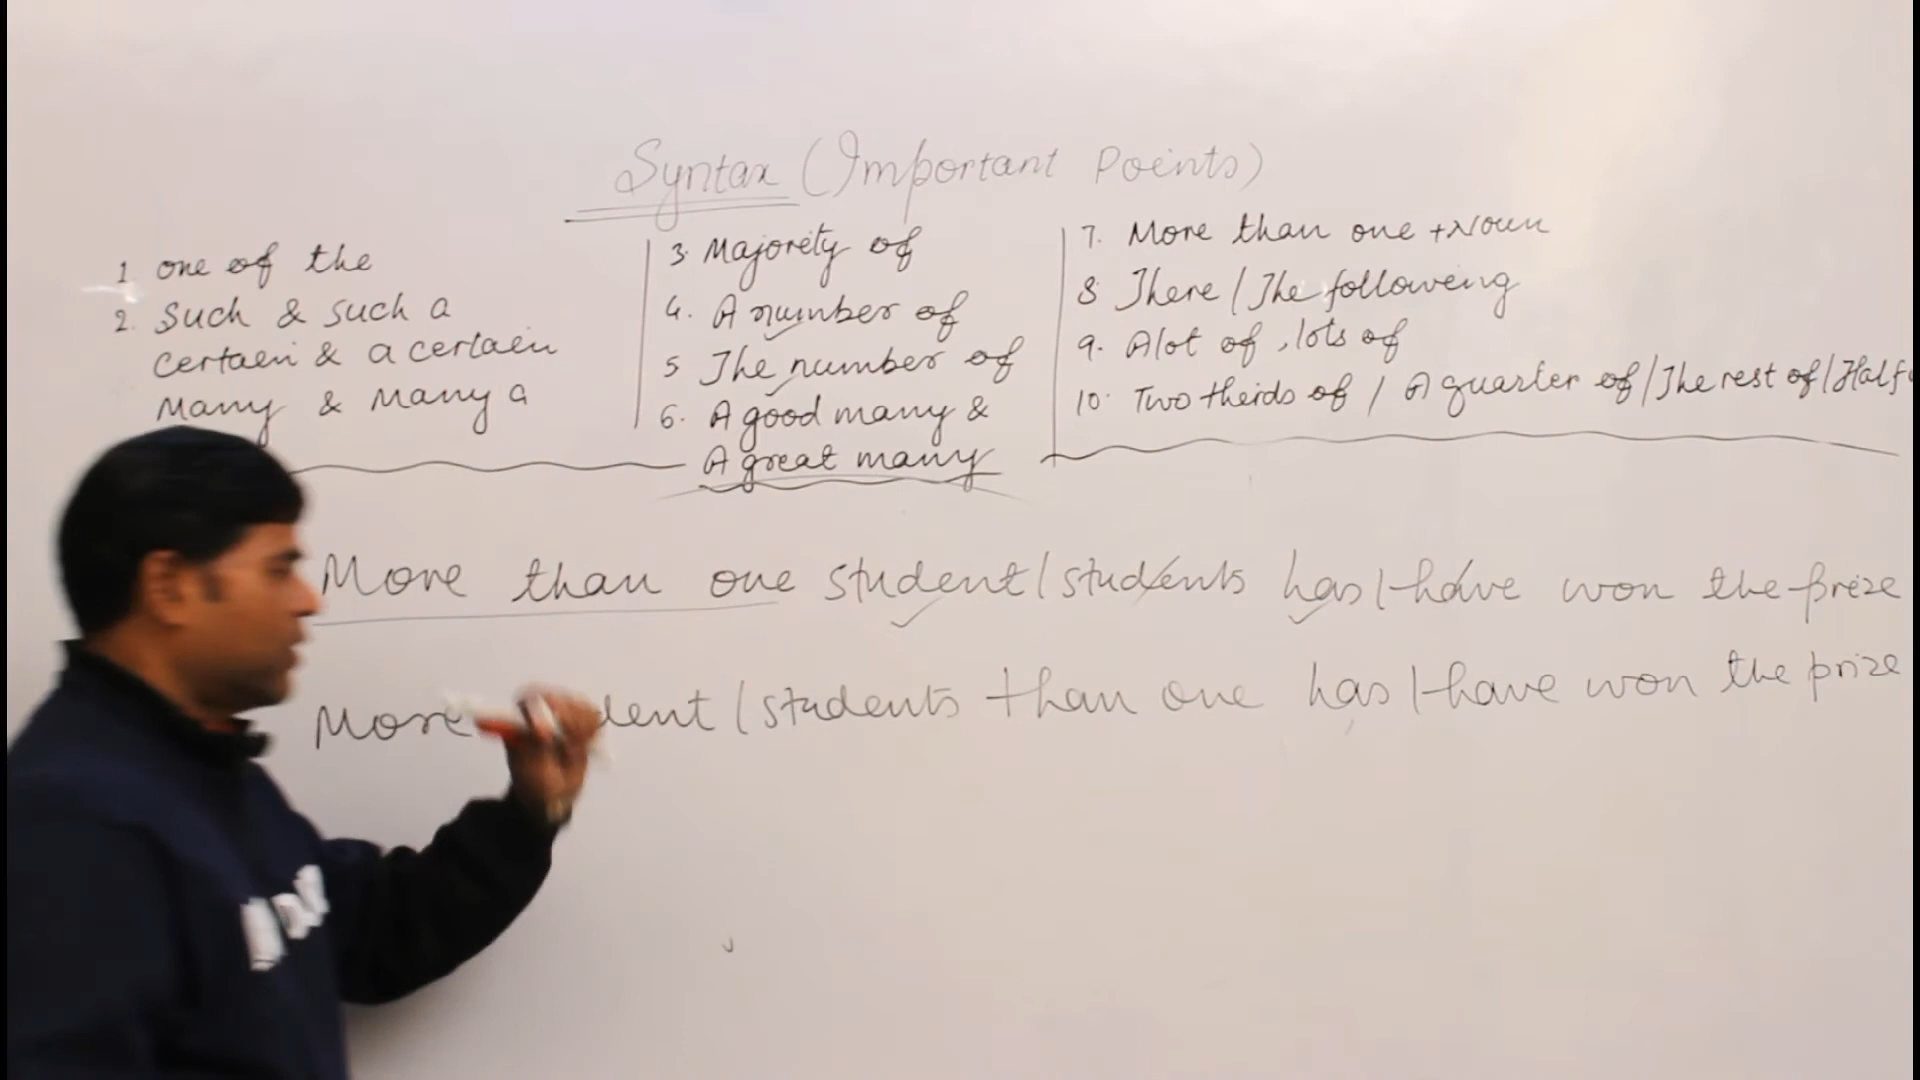 Syntax (Important Points)
1 one of the
2. Such & such a
certain & a certain
Many & Many a
3. Majority of
4. A number of
5 The number of
6. A good many &
A great many
7. More than one + Noun
8 There / The following
9. A lot of, lots of
10. Two thirds of / A quarter of / The rest of / Half
More than one student / students has / have won the prize
More dent / students than one has / have won the prize